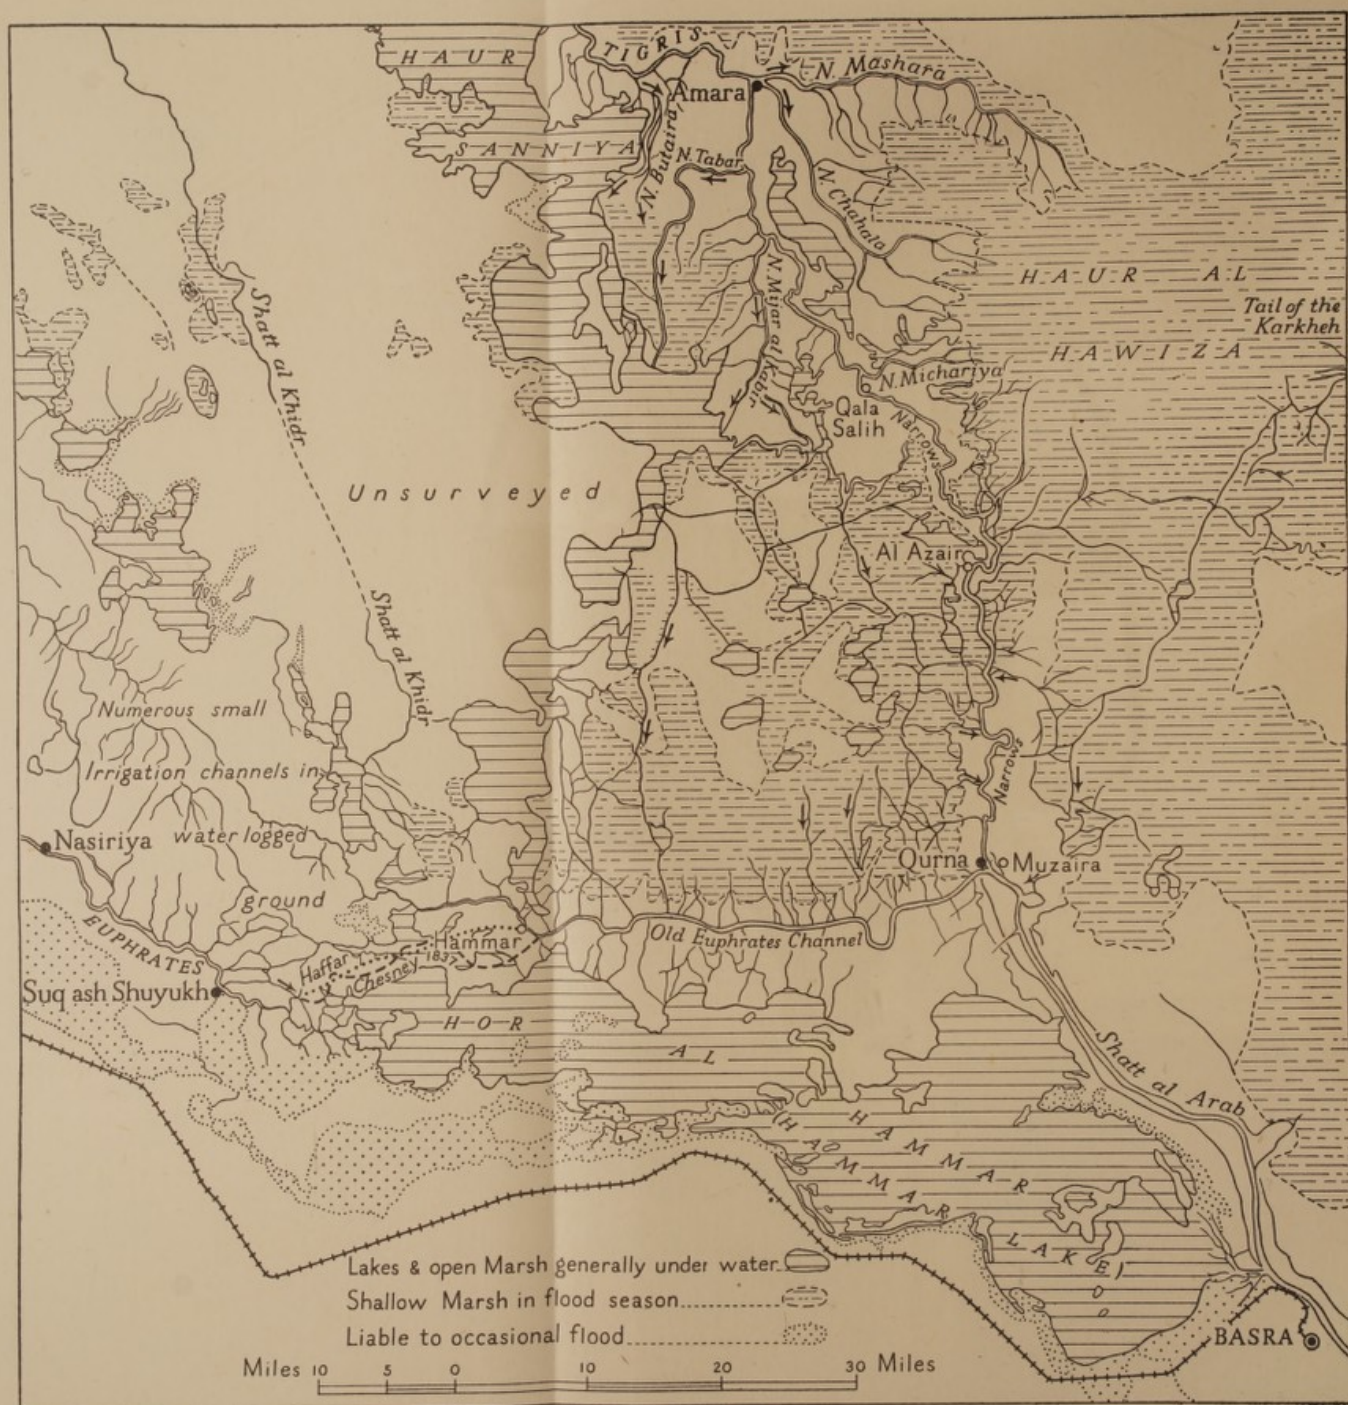 HAUR
SANNIYA
TIGRIS
Amara
N. Mashara
N. Butaira
N. Tabar
N. Chahala
HAUR AL
HAWIZA
Tail of the
Karkheh
N. Mijar al Kabir
N. Michariya
Qala
Salih
Narrows
Shatt al Khidr
Unsurveyed
Al Azair
Shatt al Khidr
Numerous small
Irrigation channels in
water logged
ground
Narrows
Nasiriya
Qurna
Muzaira
EUPHRATES
Hammar
Old Euphrates Channel
Haffar
Chesney 1837
Suq ash Shuyukh
HOR
AL
HAMMAR
(HAMMAR
LAKE)
Shatt al Arab
Lakes & open Marsh generally under water
Shallow Marsh in flood season
Liable to occasional flood
Miles 10 5 0 10 20 30 Miles
BASRA